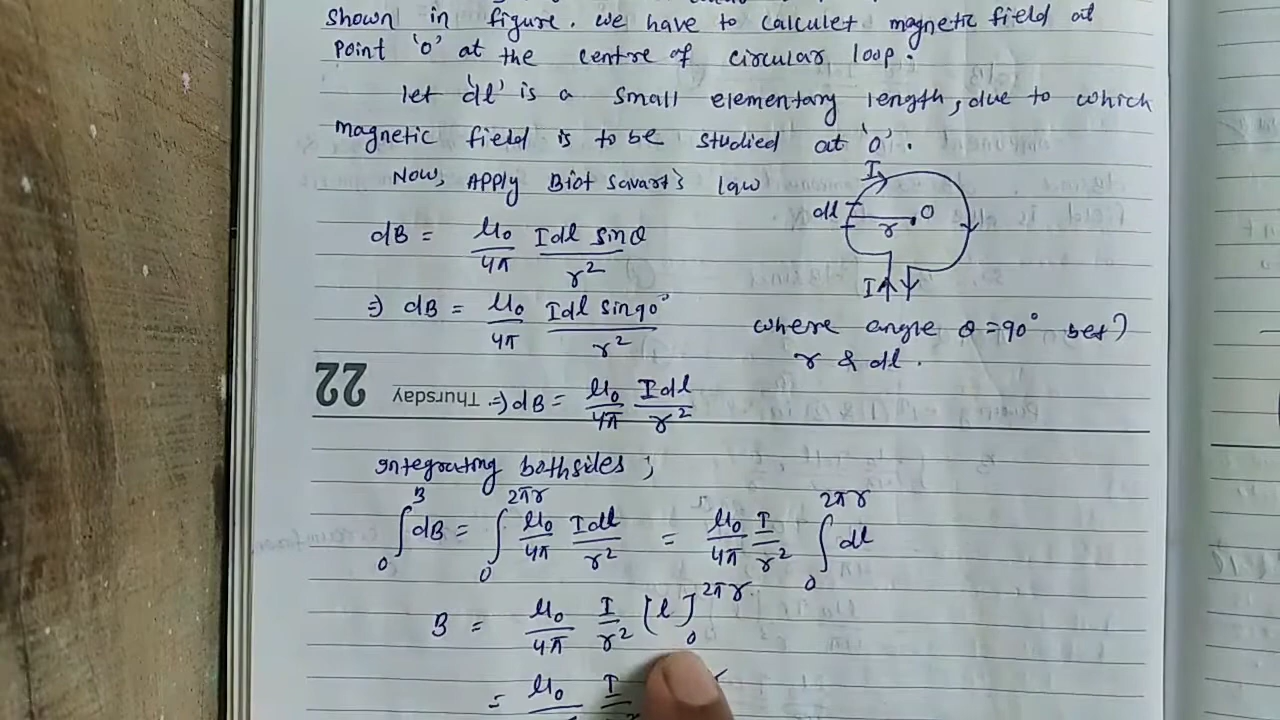 shown in figure. we have to calculet magnetic field at
point 'o' at the centre of circular loop.
let 'dl' is a small elementary length, due to which
magnetic field is to be studied at 'o'.
Now, Apply Biot savart's law
I
dl
O
r
I
dB = μ₀/4π Idl sinθ/r²
⇒ dB = μ₀/4π Idl sin90°/r²
where angle θ = 90° betⁿ
r & dl.
22 Thursday
⇒ dB = μ₀/4π Idl/r²
integrating bothsides ;
∫₀ᴮ dB = ∫₀^2πr μ₀/4π Idl/r² = μ₀/4π I/r² ∫₀^2πr dl
B = μ₀/4π I/r² [l]₀^2πr
= μ₀ I